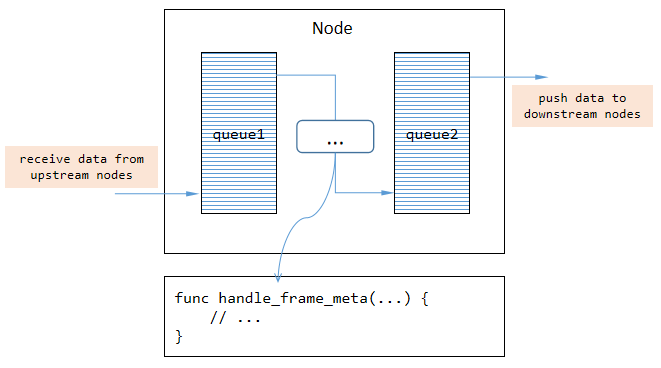 Node
queue1
...
queue2
push data to
downstream nodes
receive data from
upstream nodes
func handle_frame_meta(...) {
    // ...
}